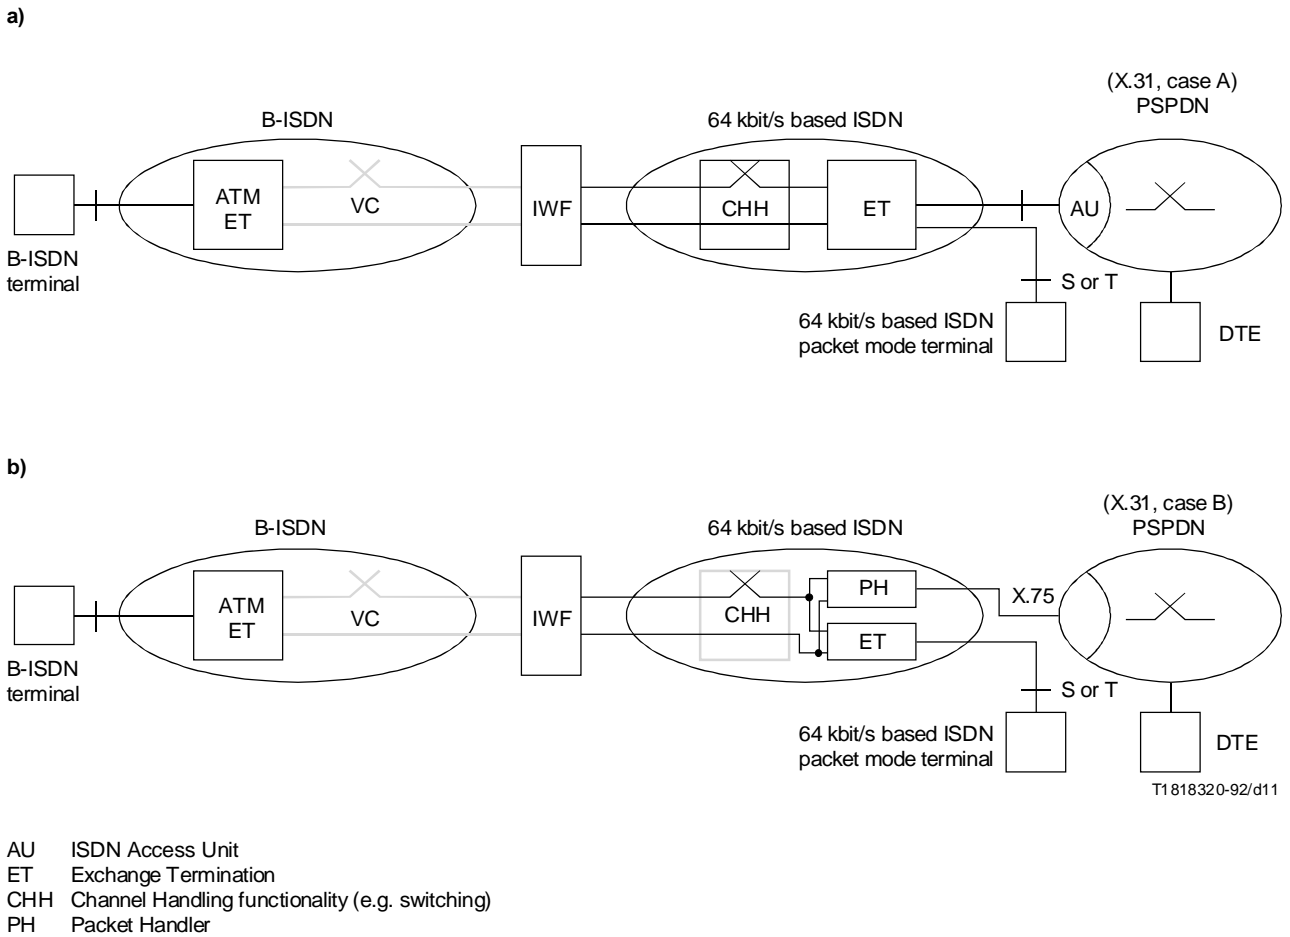 a)
(X.31, case A)
PSPDN
B-ISDN
64 kbit/s based ISDN
ATM
ET
VC
IWF
CHH
ET
AU
B-ISDN
terminal
S or T
64 kbit/s based ISDN
packet mode terminal
DTE
b)
(X.31, case B)
PSPDN
B-ISDN
64 kbit/s based ISDN
ATM
ET
VC
IWF
CHH
PH
ET
X.75
B-ISDN
terminal
S or T
64 kbit/s based ISDN
packet mode terminal
DTE
T1818320-92/d11
AU ISDN Access Unit
ET Exchange Termination
CHH Channel Handling functionality (e.g. switching)
PH Packet Handler